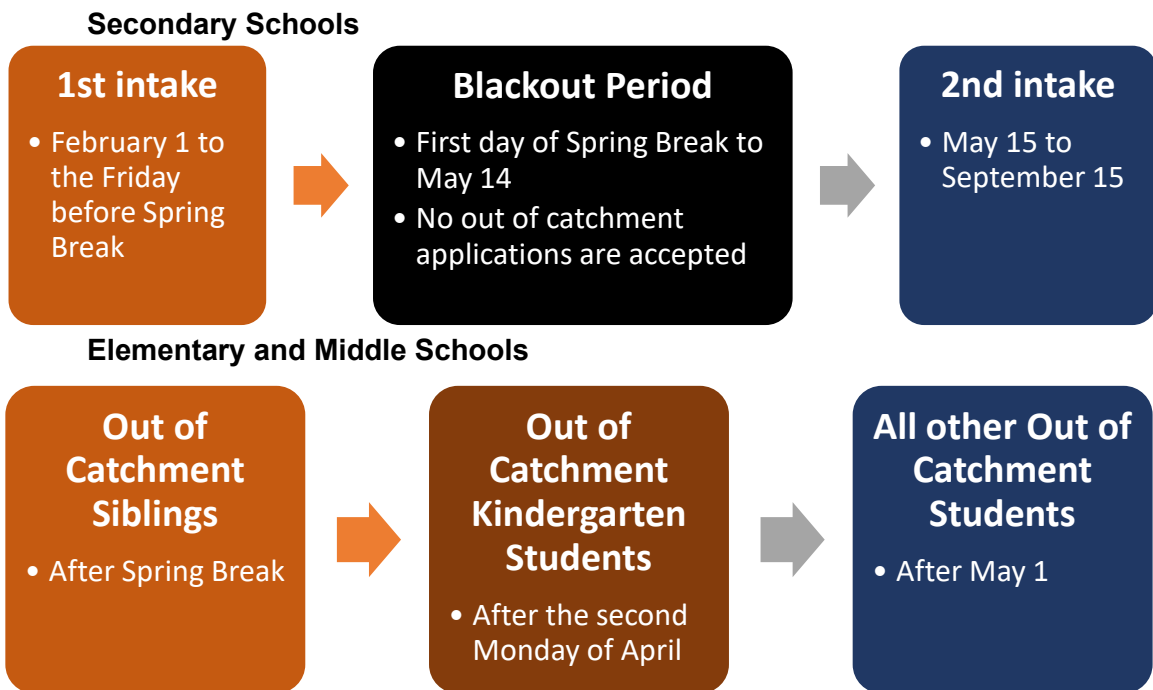 Secondary Schools
1st intake
• February 1 to
the Friday
before Spring
Break
Blackout Period
• First day of Spring Break to
May 14
• No out of catchment
applications are accepted
2nd intake
• May 15 to
September 15
Elementary and Middle Schools
Out of
Catchment
Siblings
• After Spring Break
Out of
Catchment
Kindergarten
Students
• After the second
Monday of April
All other Out of
Catchment
Students
• After May 1